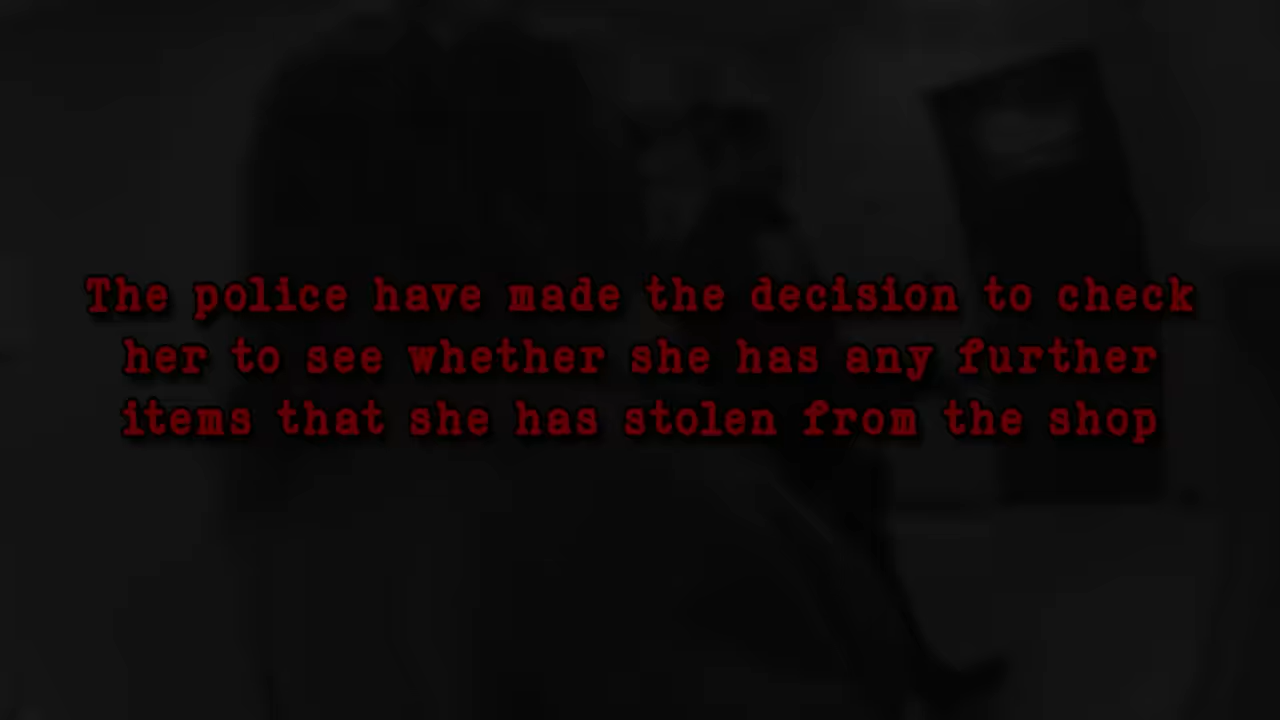 The police have made the decision to check
her to see whether she has any further
items that she has stolen from the shop